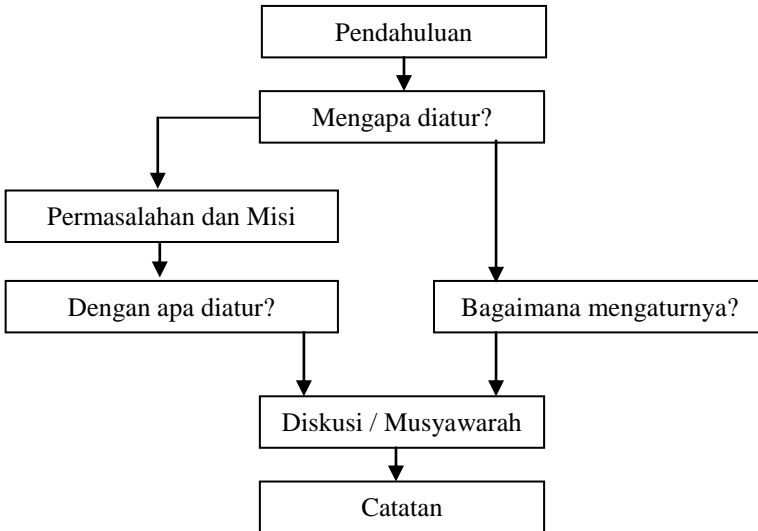 Pendahuluan
Mengapa diatur?
Permasalahan dan Misi
Dengan apa diatur?
Bagaimana mengaturnya?
Diskusi / Musyawarah
Catatan